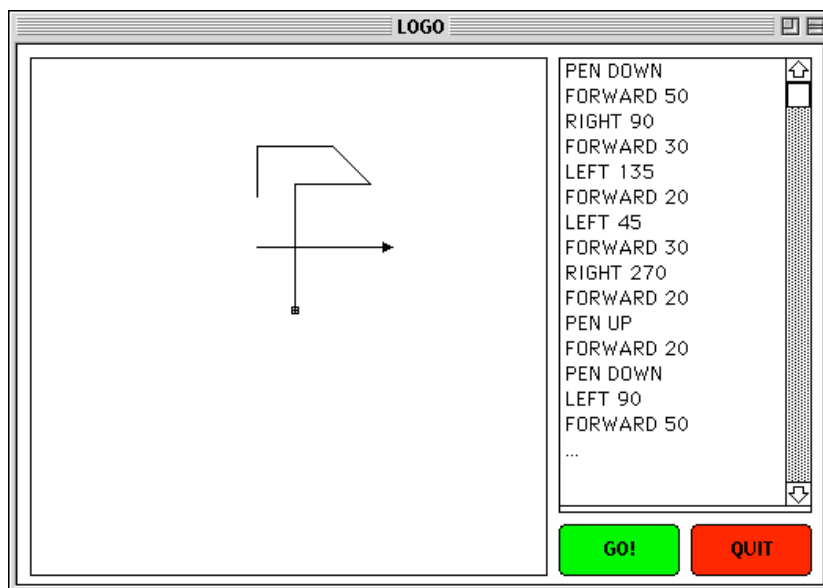 LOGO
PEN DOWN
FORWARD 50
RIGHT 90
FORWARD 30
LEFT 135
FORWARD 20
LEFT 45
FORWARD 30
RIGHT 270
FORWARD 20
PEN UP
FORWARD 20
PEN DOWN
LEFT 90
FORWARD 50
...
GO!
QUIT